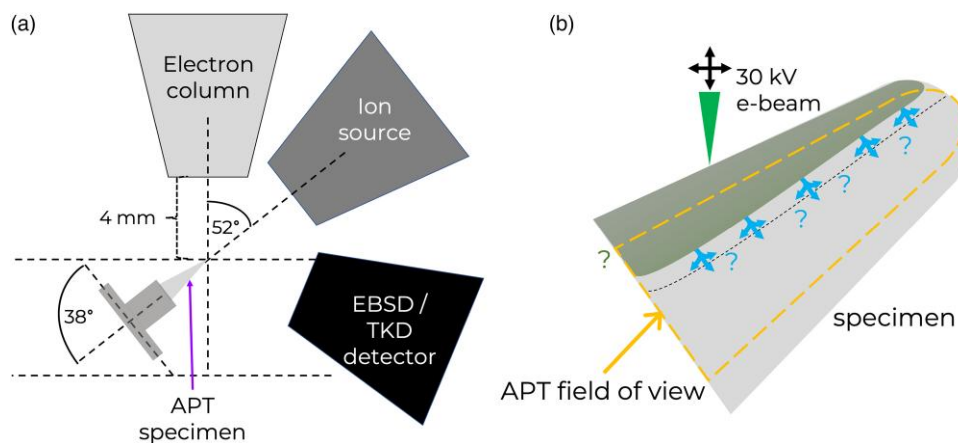 (a)
Electron
column
Ion
source
4 mm
52°
38°
EBSD /
TKD
detector
APT
specimen
(b)
30 kV
e-beam
?
?
?
?
?
?
specimen
APT field of view